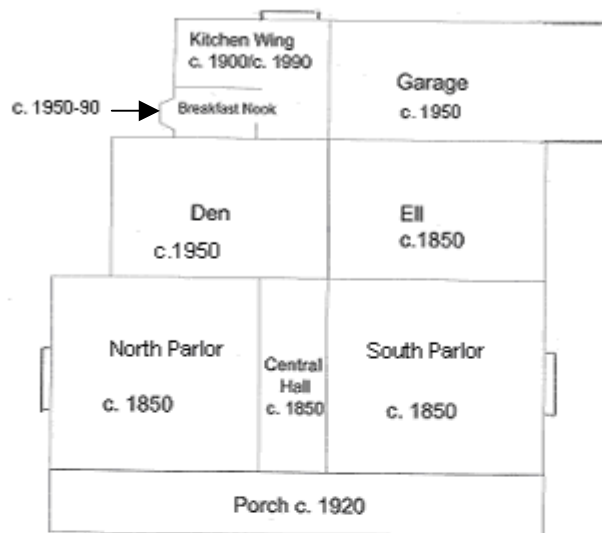 Kitchen Wing
c. 1900/c. 1990
Garage
c. 1950
c. 1950-90
Breakfast Nook
Den
c.1950
Ell
c.1850
North Parlor
c. 1850
Central
Hall
c. 1850
South Parlor
c. 1850
Porch c. 1920